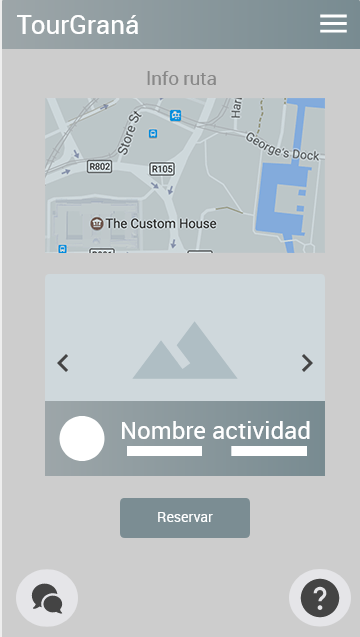 TourGraná
Info ruta
Store St
George's Dock
R802
R105
The Custom House
Nombre actividad
Reservar
?